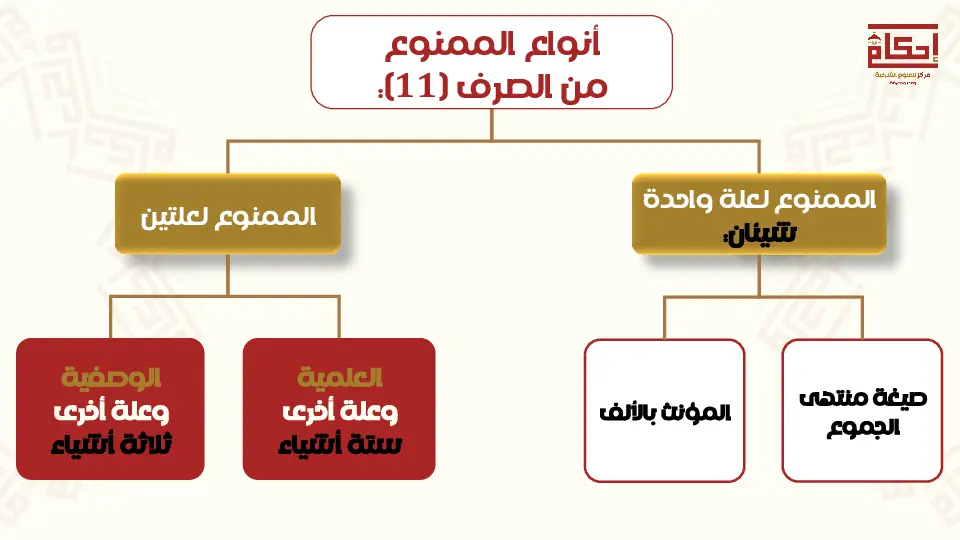 أنواع الممنوع
من الصرف (11):
إحكام
مركز للعلوم الشرعية
الممنوع لعلة واحدة
شيئان:
الممنوع لعلتين
صيغة منتهى
الجموع
المؤنث بالألف
العلمية
وعلة أخرى
ستة أشياء
الوصفية
وعلة أخرى
ثلاثة أشياء